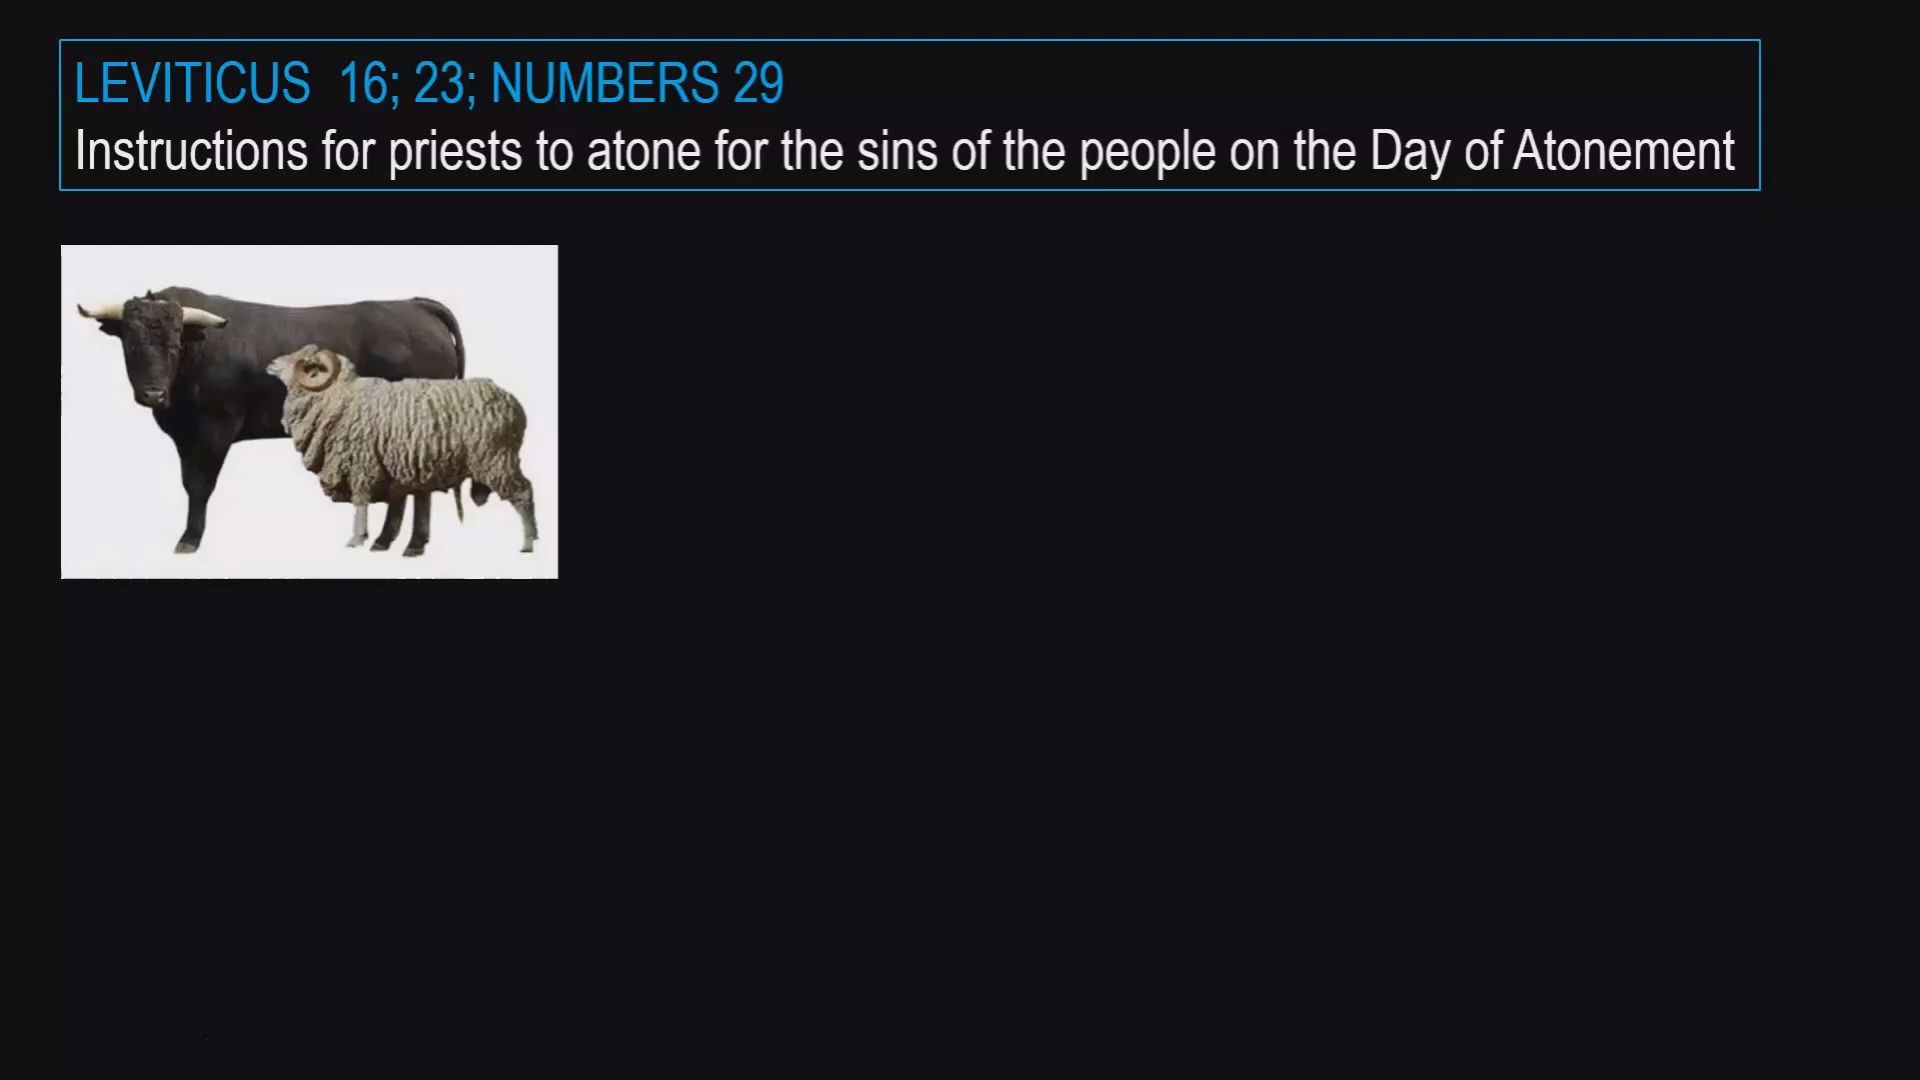 LEVITICUS  16; 23; NUMBERS 29
Instructions for priests to atone for the sins of the people on the Day of Atonement